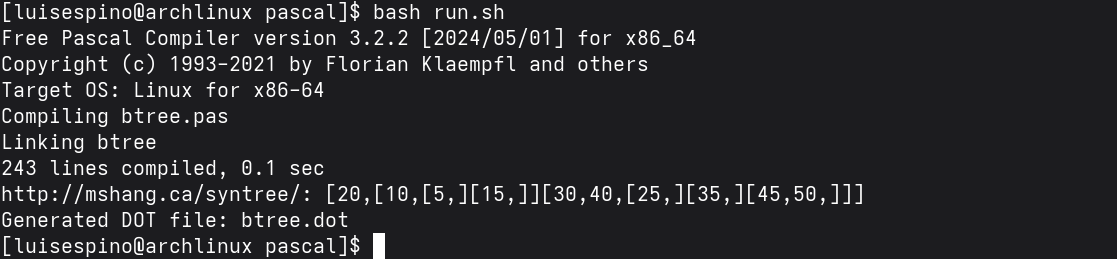 [luisespino@archlinux pascal]$ bash run.sh
Free Pascal Compiler version 3.2.2 [2024/05/01] for x86_64
Copyright (c) 1993-2021 by Florian Klaempfl and others
Target OS: Linux for x86-64
Compiling btree.pas
Linking btree
243 lines compiled, 0.1 sec
http://mshang.ca/syntree/: [20,[10,[5,][15,]][30,40,[25,][35,][45,50,]]]
Generated DOT file: btree.dot
[luisespino@archlinux pascal]$